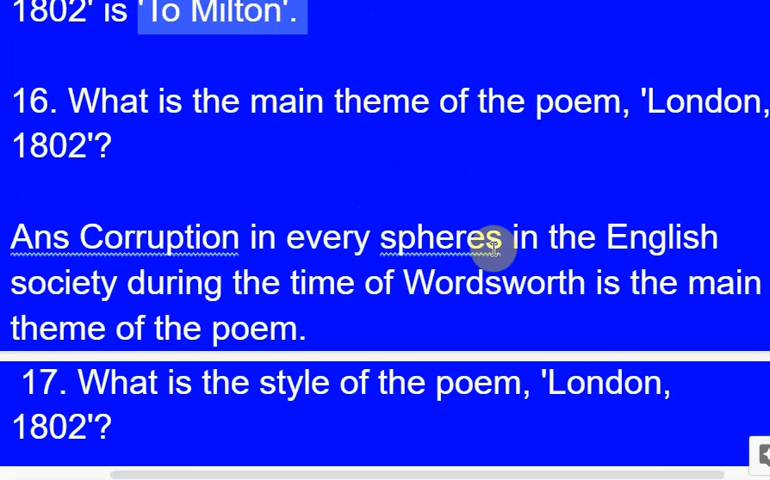 1802' is 'To Milton'.
16. What is the main theme of the poem, 'London,
1802'?
Ans Corruption in every spheres in the English
society during the time of Wordsworth is the main
theme of the poem.
17. What is the style of the poem, 'London,
1802'?